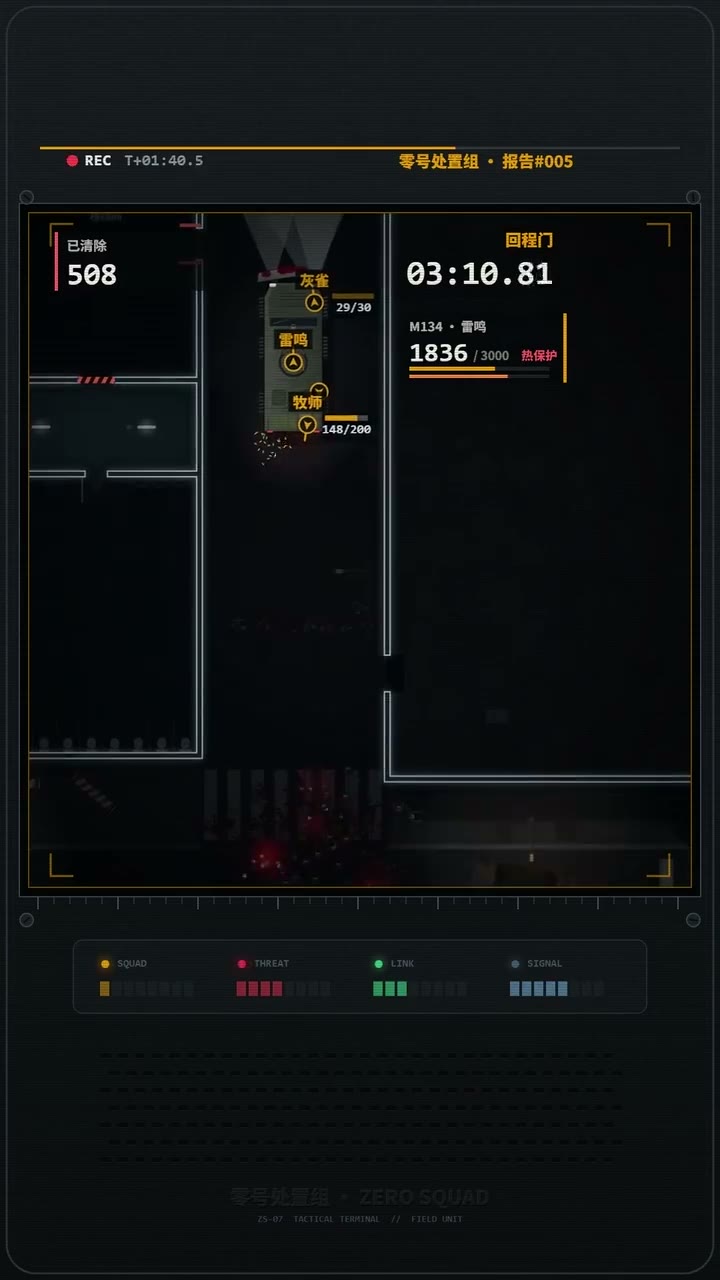 REC T+01:40.5
零号处置组 • 报告#005
已清除
508
回程门
03:10.81
M134 • 雷鸣
1836 / 3000 热保护
灰雀
29/30
雷鸣
牧师
148/200
SQUAD
THREAT
LINK
SIGNAL
零号处置组 • ZERO SQUAD
ZS-07 TACTICAL TERMINAL // FIELD UNIT